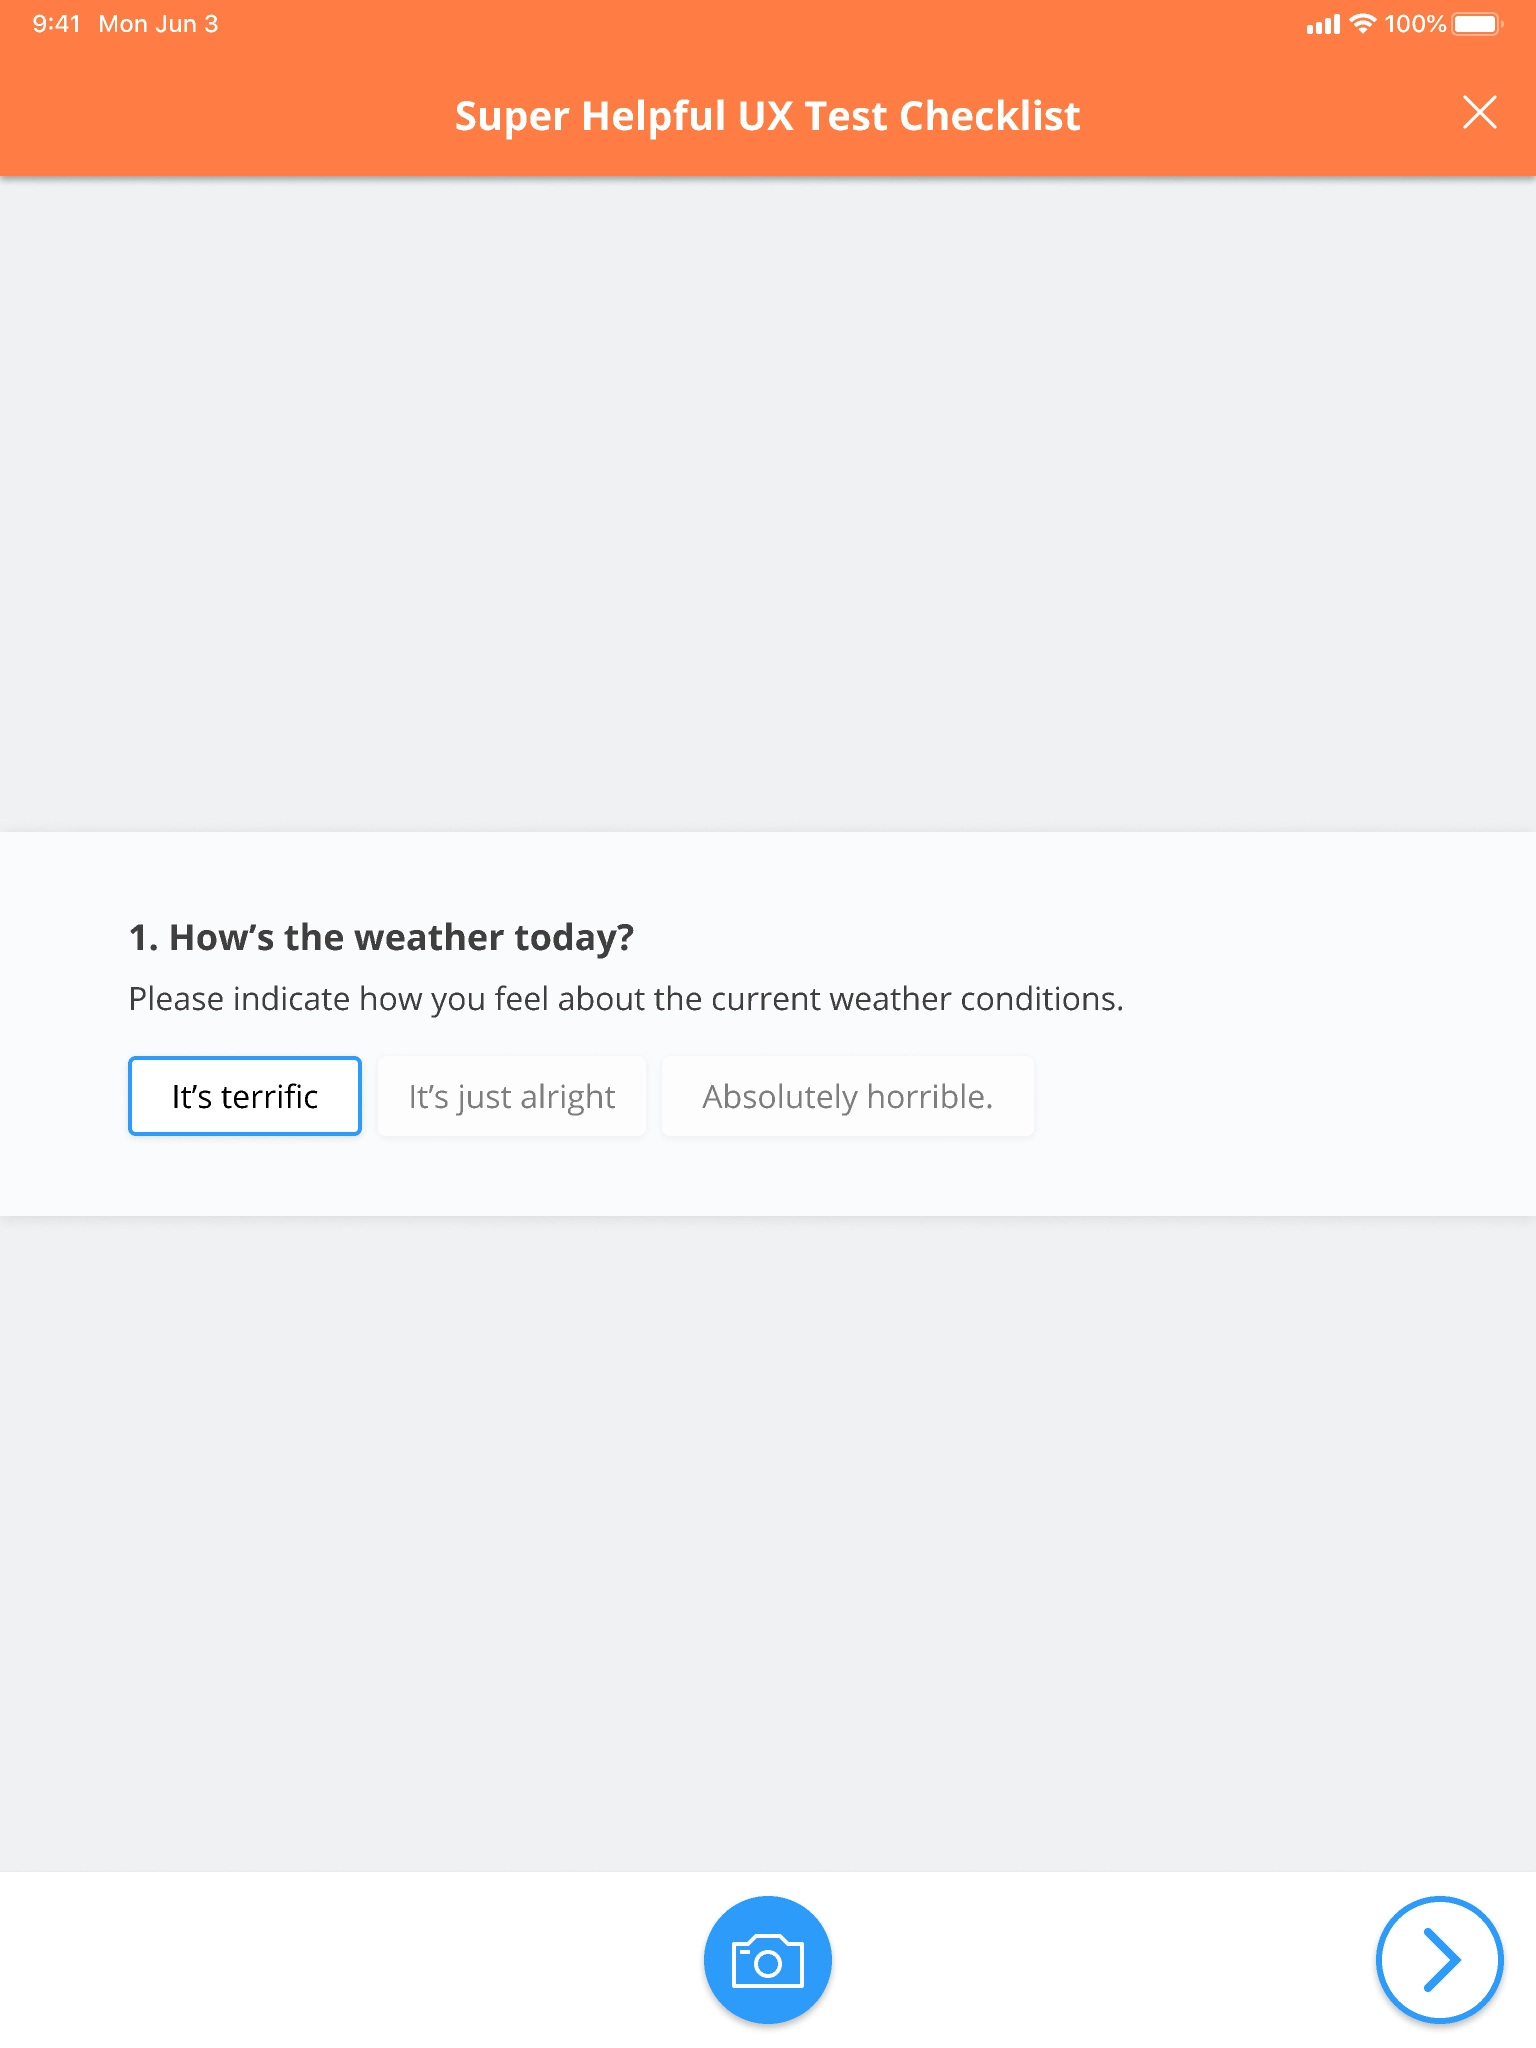 9:41 Mon Jun 3 100%
Super Helpful UX Test Checklist
1. How’s the weather today?
Please indicate how you feel about the current weather conditions.
It’s terrific It’s just alright Absolutely horrible.